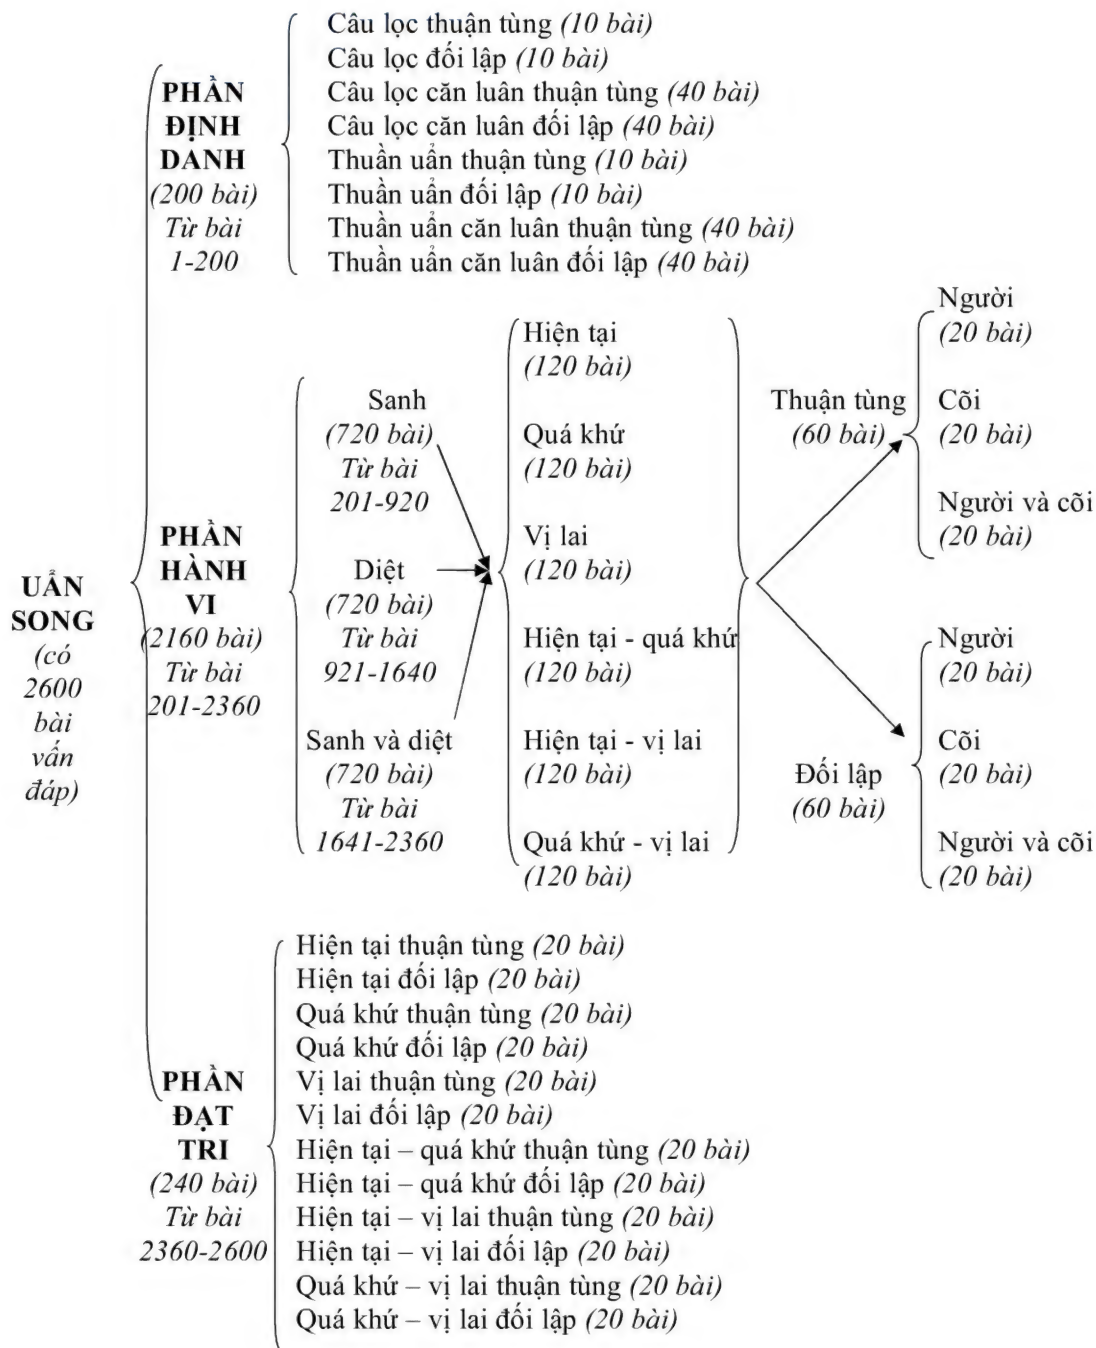 UẨN
SONG
(có
2600
bài
vấn
đáp)
PHẦN
ĐỊNH
DANH
(200 bài)
Từ bài
1-200
Câu lọc thuận tùng (10 bài)
Câu lọc đối lập (10 bài)
Câu lọc căn luân thuận tùng (40 bài)
Câu lọc căn luân đối lập (40 bài)
Thuần uẩn thuận tùng (10 bài)
Thuần uẩn đối lập (10 bài)
Thuần uẩn căn luân thuận tùng (40 bài)
Thuần uẩn căn luân đối lập (40 bài)
PHẦN
HÀNH
VI
(2160 bài)
Từ bài
201-2360
Sanh
(720 bài)
Từ bài
201-920
Diệt
(720 bài)
Từ bài
921-1640
Sanh và diệt
(720 bài)
Từ bài
1641-2360
Hiện tại
(120 bài)
Quá khứ
(120 bài)
Vị lai
(120 bài)
Hiện tại - quá khứ
(120 bài)
Hiện tại - vị lai
(120 bài)
Quá khứ - vị lai
(120 bài)
Thuận tùng
(60 bài)
Người
(20 bài)
Cõi
(20 bài)
Người và cõi
(20 bài)
Đối lập
(60 bài)
Người
(20 bài)
Cõi
(20 bài)
Người và cõi
(20 bài)
PHẦN
ĐẠT
TRI
(240 bài)
Từ bài
2360-2600
Hiện tại thuận tùng (20 bài)
Hiện tại đối lập (20 bài)
Quá khứ thuận tùng (20 bài)
Quá khứ đối lập (20 bài)
Vị lai thuận tùng (20 bài)
Vị lai đối lập (20 bài)
Hiện tại – quá khứ thuận tùng (20 bài)
Hiện tại – quá khứ đối lập (20 bài)
Hiện tại – vị lai thuận tùng (20 bài)
Hiện tại – vị lai đối lập (20 bài)
Quá khứ – vị lai thuận tùng (20 bài)
Quá khứ – vị lai đối lập (20 bài)